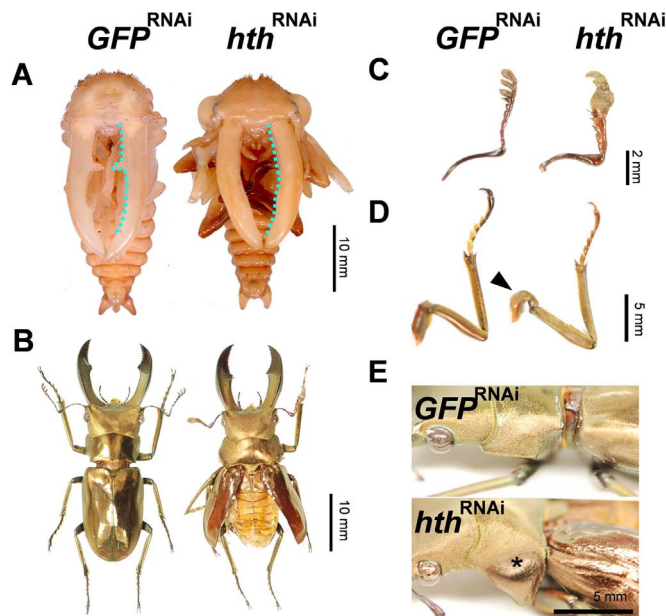 GFP RNAi
hth RNAi
A
10 mm
B
10 mm
GFP RNAi
hth RNAi
C
2 mm
D
5 mm
E
GFP RNAi
hth RNAi
*
5 mm